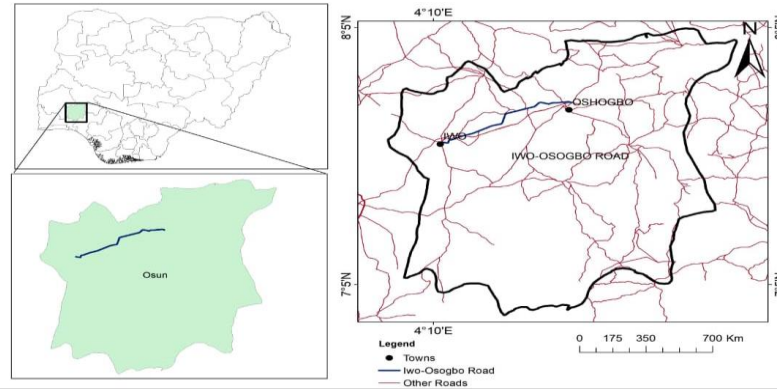 4°10'E
8°5'N
N
OSHOGBO
IWO
IWO-OSOGBO ROAD
Osun
7°5'N
4°10'E
Legend
Towns
Iwo-Osogbo Road
Other Roads
0 175 350 700 Km